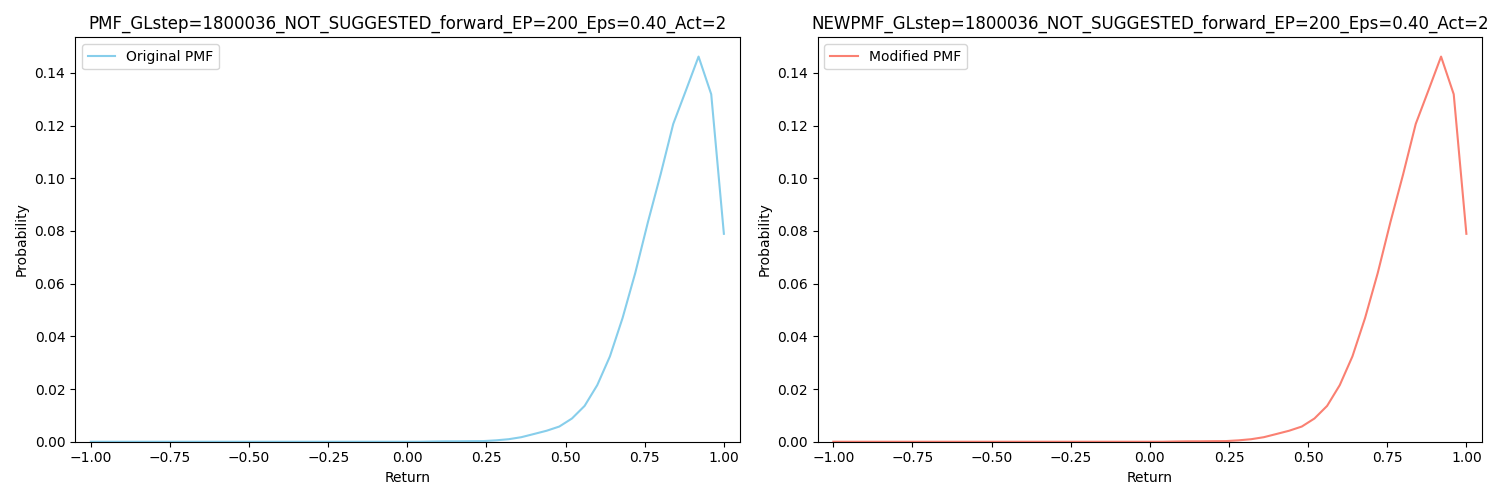 PMF_GLstep=1800036_NOT_SUGGESTED_forward_EP=200_Eps=0.40_Act=2
Original PMF
Probability
0.14
0.12
0.10
0.08
0.06
0.04
0.02
0.00
−1.00 −0.75 −0.50 −0.25 0.00 0.25 0.50 0.75 1.00
Return
NEWPMF_GLstep=1800036_NOT_SUGGESTED_forward_EP=200_Eps=0.40_Act=2
Modified PMF
Probability
0.14
0.12
0.10
0.08
0.06
0.04
0.02
0.00
−1.00 −0.75 −0.50 −0.25 0.00 0.25 0.50 0.75 1.00
Return